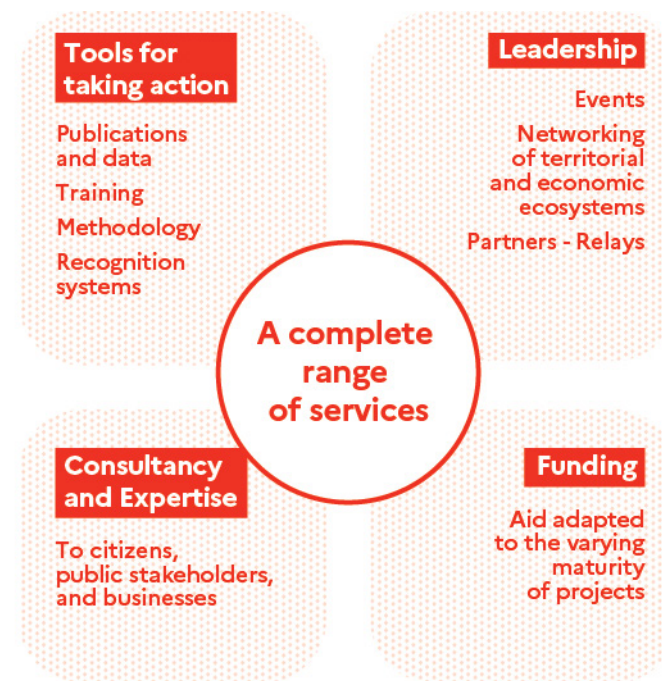 Tools for
taking action
Publications
and data
Training
Methodology
Recognition
systems
Leadership
Events
Networking
of territorial
and economic
ecosystems
Partners - Relays
A complete
range
of services
Consultancy
and Expertise
To citizens,
public stakeholders,
and businesses
Funding
Aid adapted
to the varying
maturity
of projects